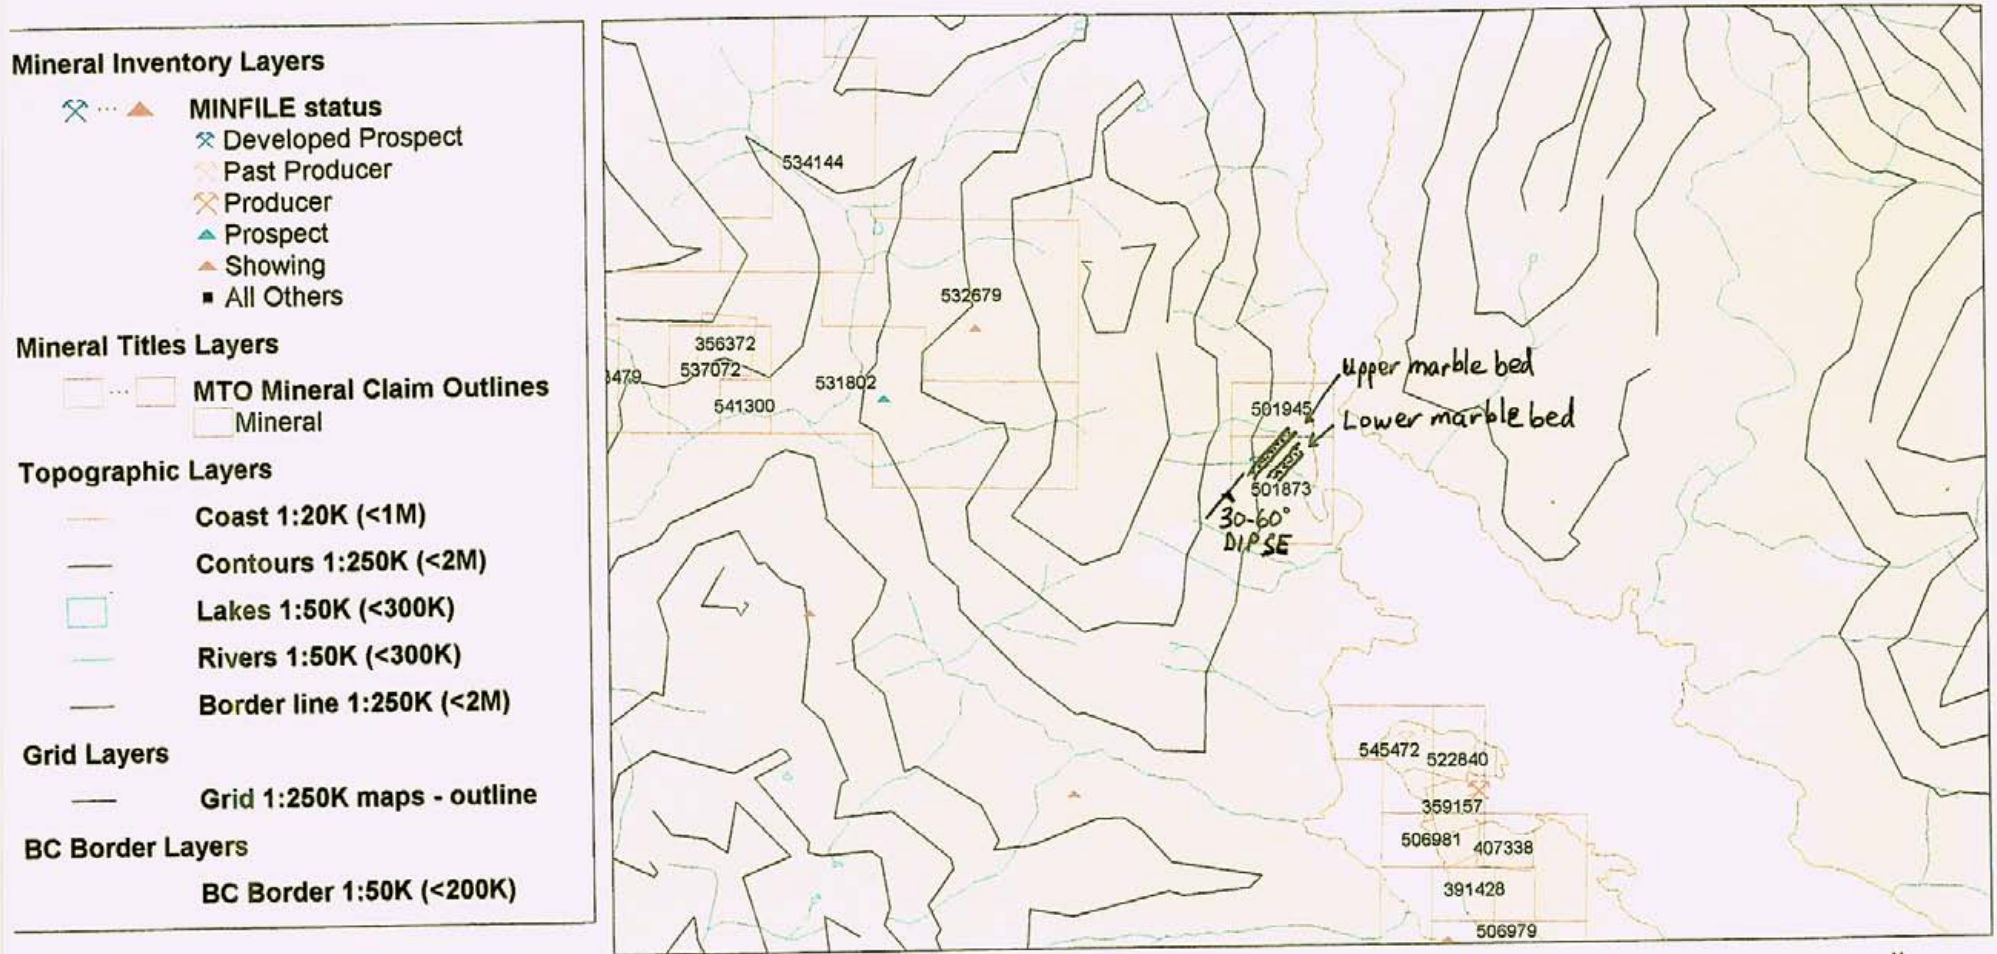 Mineral Inventory Layers
MINFILE status
Developed Prospect
Past Producer
Producer
Prospect
Showing
All Others
Mineral Titles Layers
MTO Mineral Claim Outlines
Mineral
Topographic Layers
Coast 1:20K (<1M)
Contours 1:250K (<2M)
Lakes 1:50K (<300K)
Rivers 1:50K (<300K)
Border line 1:250K (<2M)
Grid Layers
Grid 1:250K maps - outline
BC Border Layers
BC Border 1:50K (<200K)
534144
532679
356372
537072
531802
541300
501945
Upper marble bed
Lower marble bed
501873
30-60°
DIP SE
545472
522840
359157
506981
407338
391428
506979